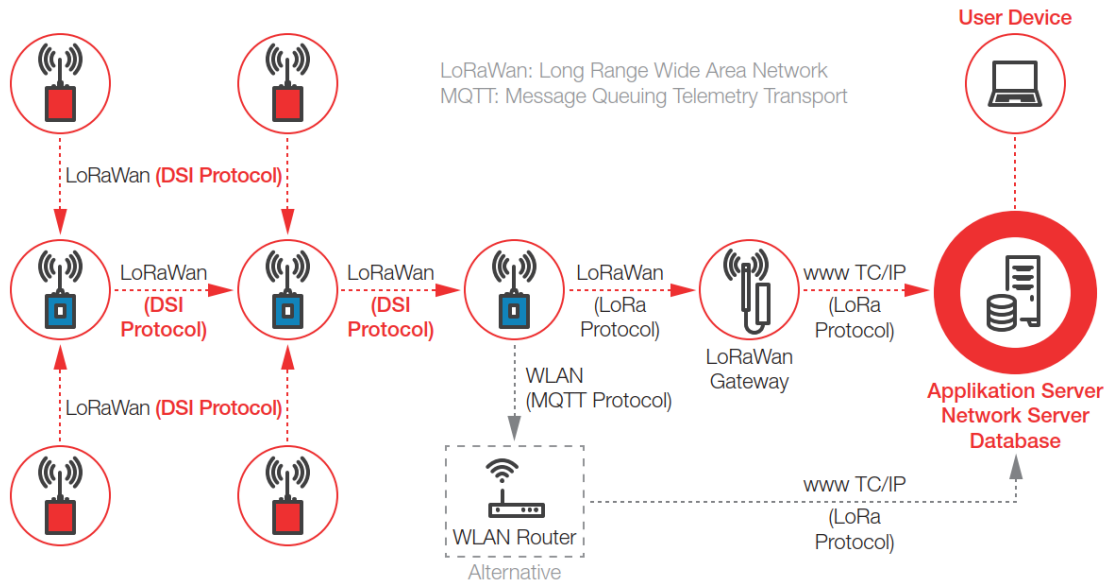 User Device
LoRaWan: Long Range Wide Area Network
MQTT: Message Queuing Telemetry Transport
LoRaWan (DSI Protocol)
LoRaWan
(DSI
Protocol)
LoRaWan
(DSI
Protocol)
LoRaWan
(LoRa
Protocol)
www TC/IP
(LoRa
Protocol)
LoRaWan
Gateway
WLAN
(MQTT Protocol)
Applikation Server
Network Server
Database
LoRaWan (DSI Protocol)
WLAN Router
Alternative
www TC/IP
(LoRa
Protocol)